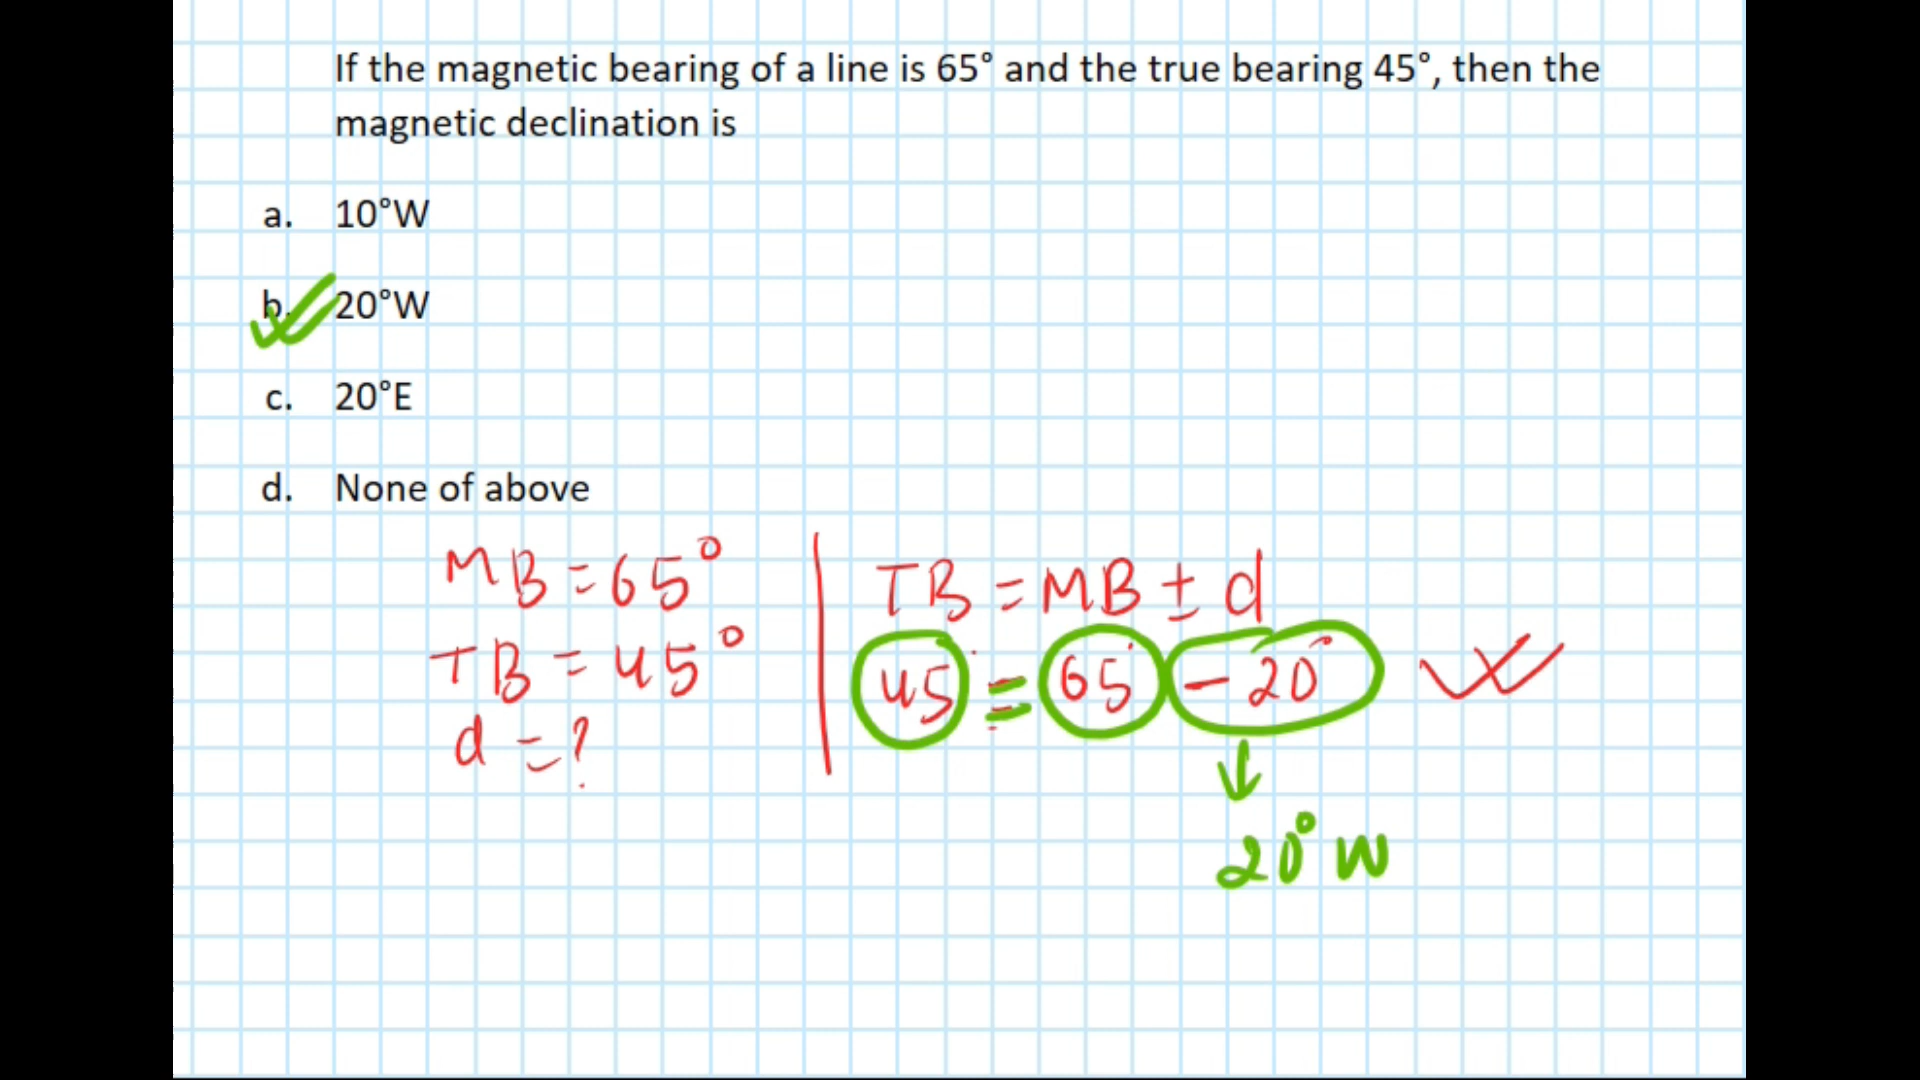 If the magnetic bearing of a line is 65° and the true bearing 45°, then the
magnetic declination is
a. 10°W
b. 20°W
c. 20°E
d. None of above
MB = 65°
TB = 45°
d = ?
TB = MB ± d
45° = 65° - 20°
20° W